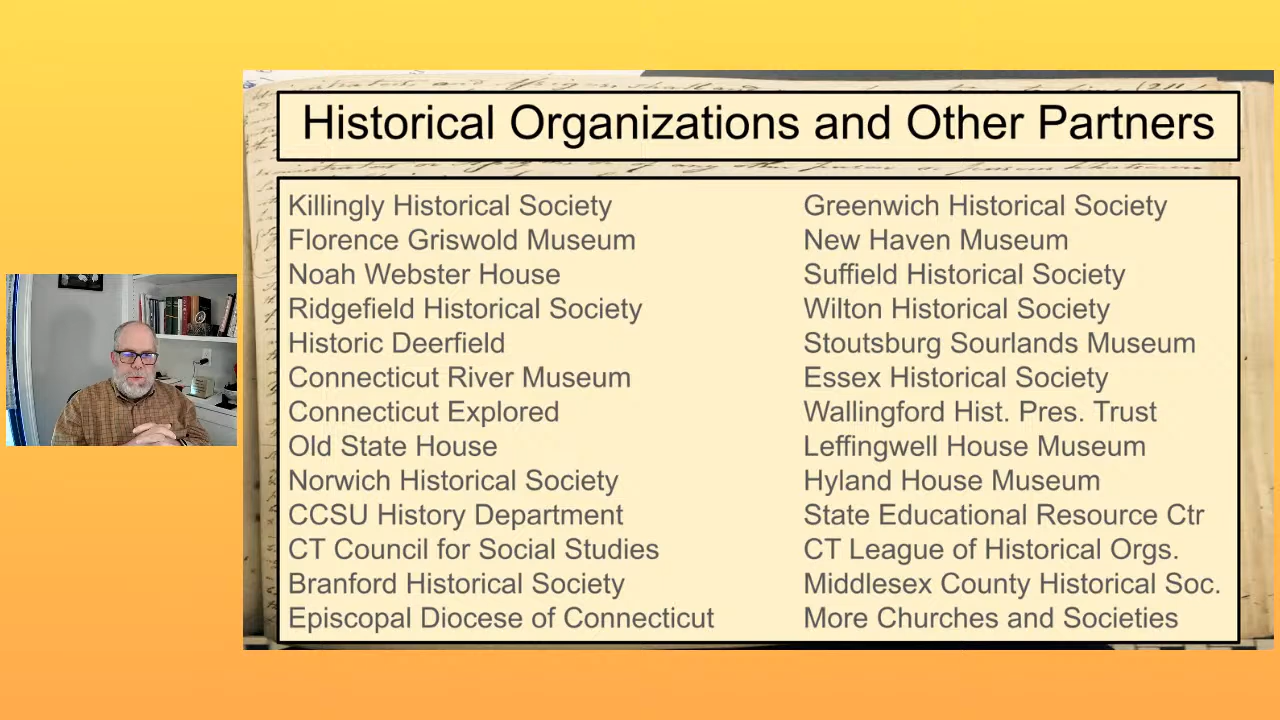 Historical Organizations and Other Partners
Killingly Historical Society
Florence Griswold Museum
Noah Webster House
Ridgefield Historical Society
Historic Deerfield
Connecticut River Museum
Connecticut Explored
Old State House
Norwich Historical Society
CCSU History Department
CT Council for Social Studies
Branford Historical Society
Episcopal Diocese of Connecticut
Greenwich Historical Society
New Haven Museum
Suffield Historical Society
Wilton Historical Society
Stoutsburg Sourlands Museum
Essex Historical Society
Wallingford Hist. Pres. Trust
Leffingwell House Museum
Hyland House Museum
State Educational Resource Ctr
CT League of Historical Orgs.
Middlesex County Historical Soc.
More Churches and Societies